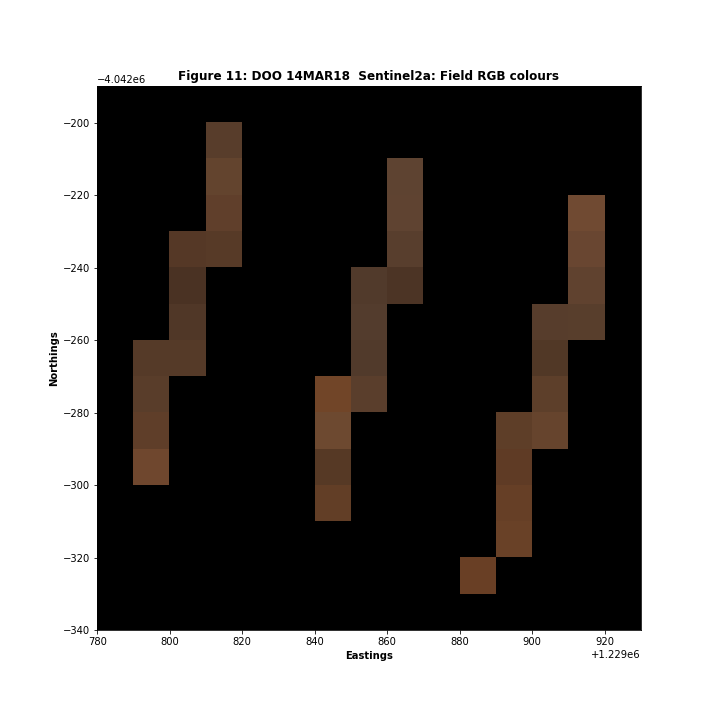 Figure 11: DOO 14MAR18  Sentinel2a: Field RGB colours
−4.042e6
−200
−220
−240
−260
−280
−300
−320
−340
Northings
780 800 820 840 860 880 900 920
+1.229e6
Eastings